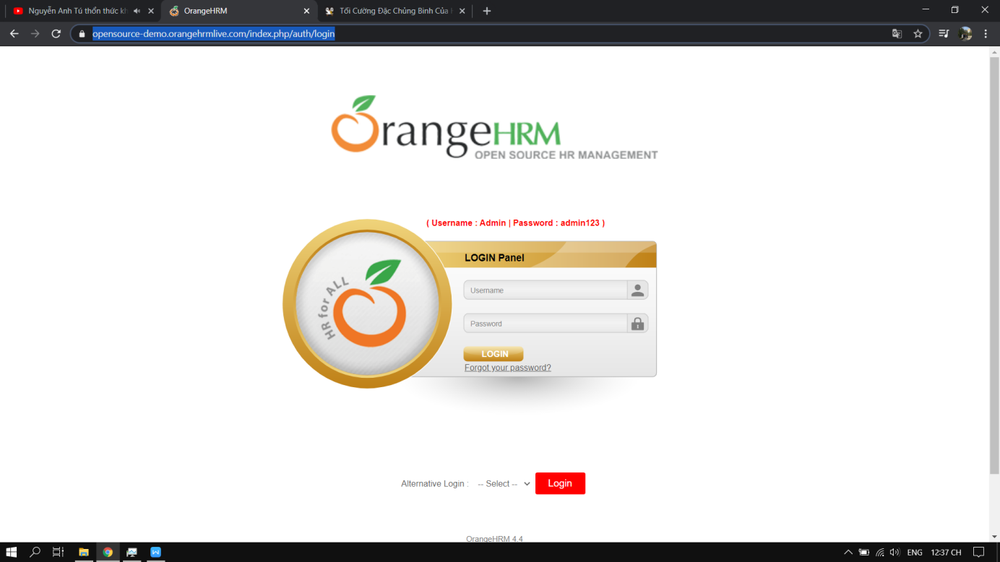 Nguyễn Anh Tú thổn thức kh
OrangeHRM
Tối Cường Đặc Chủng Binh Của
opensource-demo.orangehrmlive.com/index.php/auth/login
OrangeHRM
OPEN SOURCE HR MANAGEMENT
( Username : Admin | Password : admin123 )
HR for ALL
LOGIN Panel
Username
Password
LOGIN
Forgot your password?
Alternative Login : -- Select -- Login
OrangeHRM 4.4
ENG 12:37 CH